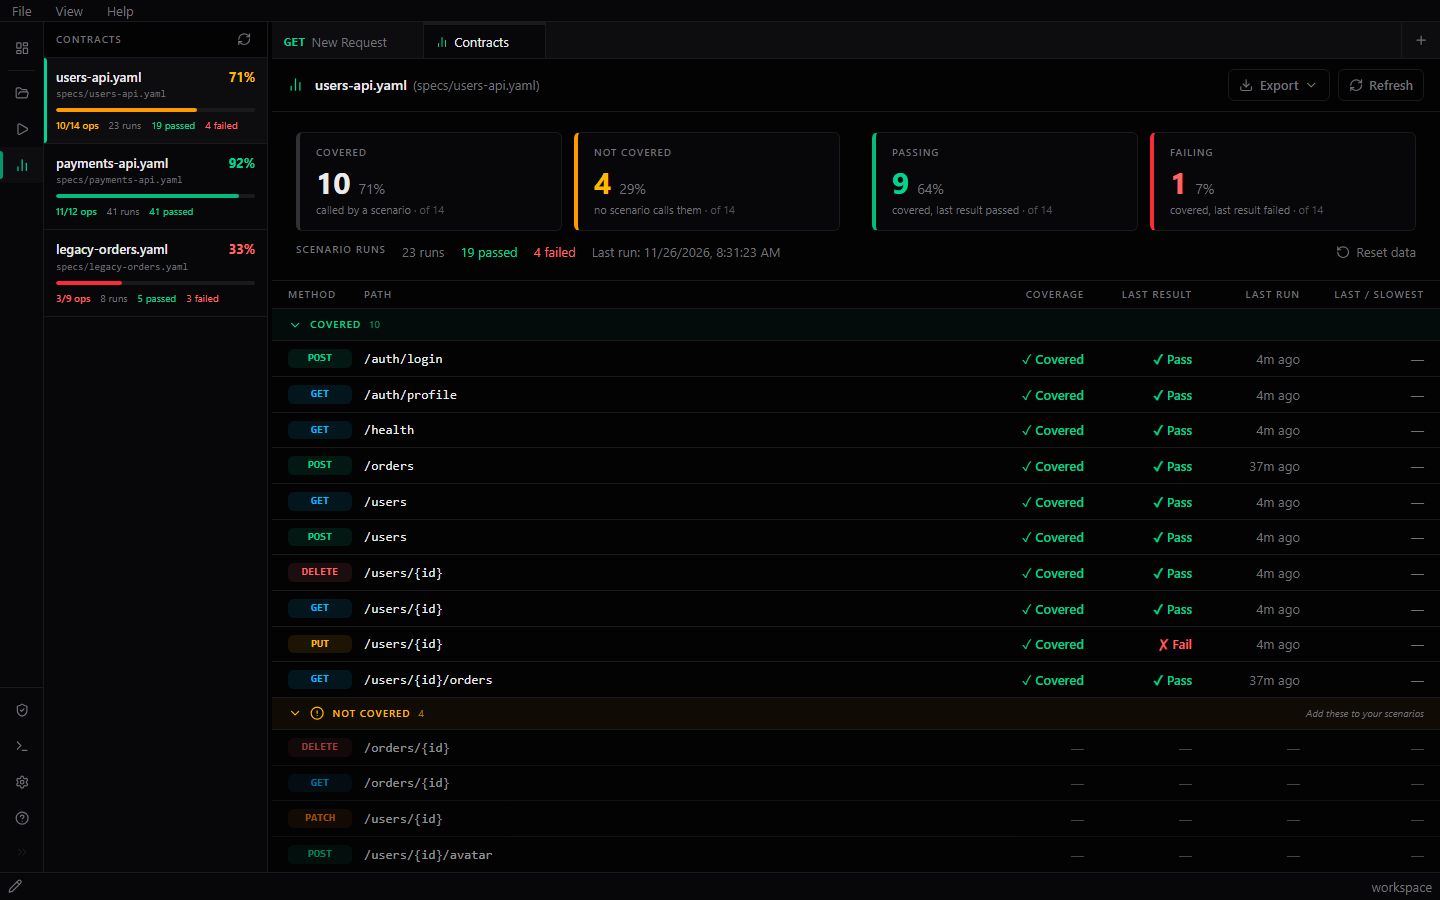 File View Help
CONTRACTS
users-api.yaml 71%
specs/users-api.yaml
10/14 ops 23 runs 19 passed 4 failed
payments-api.yaml 92%
specs/payments-api.yaml
11/12 ops 41 runs 41 passed
legacy-orders.yaml 33%
specs/legacy-orders.yaml
3/9 ops 8 runs 5 passed 3 failed
GET New Request
Contracts
users-api.yaml (specs/users-api.yaml)
Export
Refresh
COVERED
10 71%
called by a scenario · of 14
NOT COVERED
4 29%
no scenario calls them · of 14
PASSING
9 64%
covered, last result passed · of 14
FAILING
1 7%
covered, last result failed · of 14
SCENARIO RUNS 23 runs 19 passed 4 failed Last run: 11/26/2026, 8:31:23 AM Reset data
METHOD PATH COVERAGE LAST RESULT LAST RUN LAST / SLOWEST
COVERED 10
POST /auth/login ✓ Covered ✓ Pass 4m ago —
GET /auth/profile ✓ Covered ✓ Pass 4m ago —
GET /health ✓ Covered ✓ Pass 4m ago —
POST /orders ✓ Covered ✓ Pass 37m ago —
GET /users ✓ Covered ✓ Pass 4m ago —
POST /users ✓ Covered ✓ Pass 4m ago —
DELETE /users/{id} ✓ Covered ✓ Pass 4m ago —
GET /users/{id} ✓ Covered ✓ Pass 4m ago —
PUT /users/{id} ✓ Covered ✗ Fail 4m ago —
GET /users/{id}/orders ✓ Covered ✓ Pass 37m ago —
NOT COVERED 4 Add these to your scenarios
DELETE /orders/{id} — — — —
GET /orders/{id} — — — —
PATCH /users/{id} — — — —
POST /users/{id}/avatar — — — —
workspace